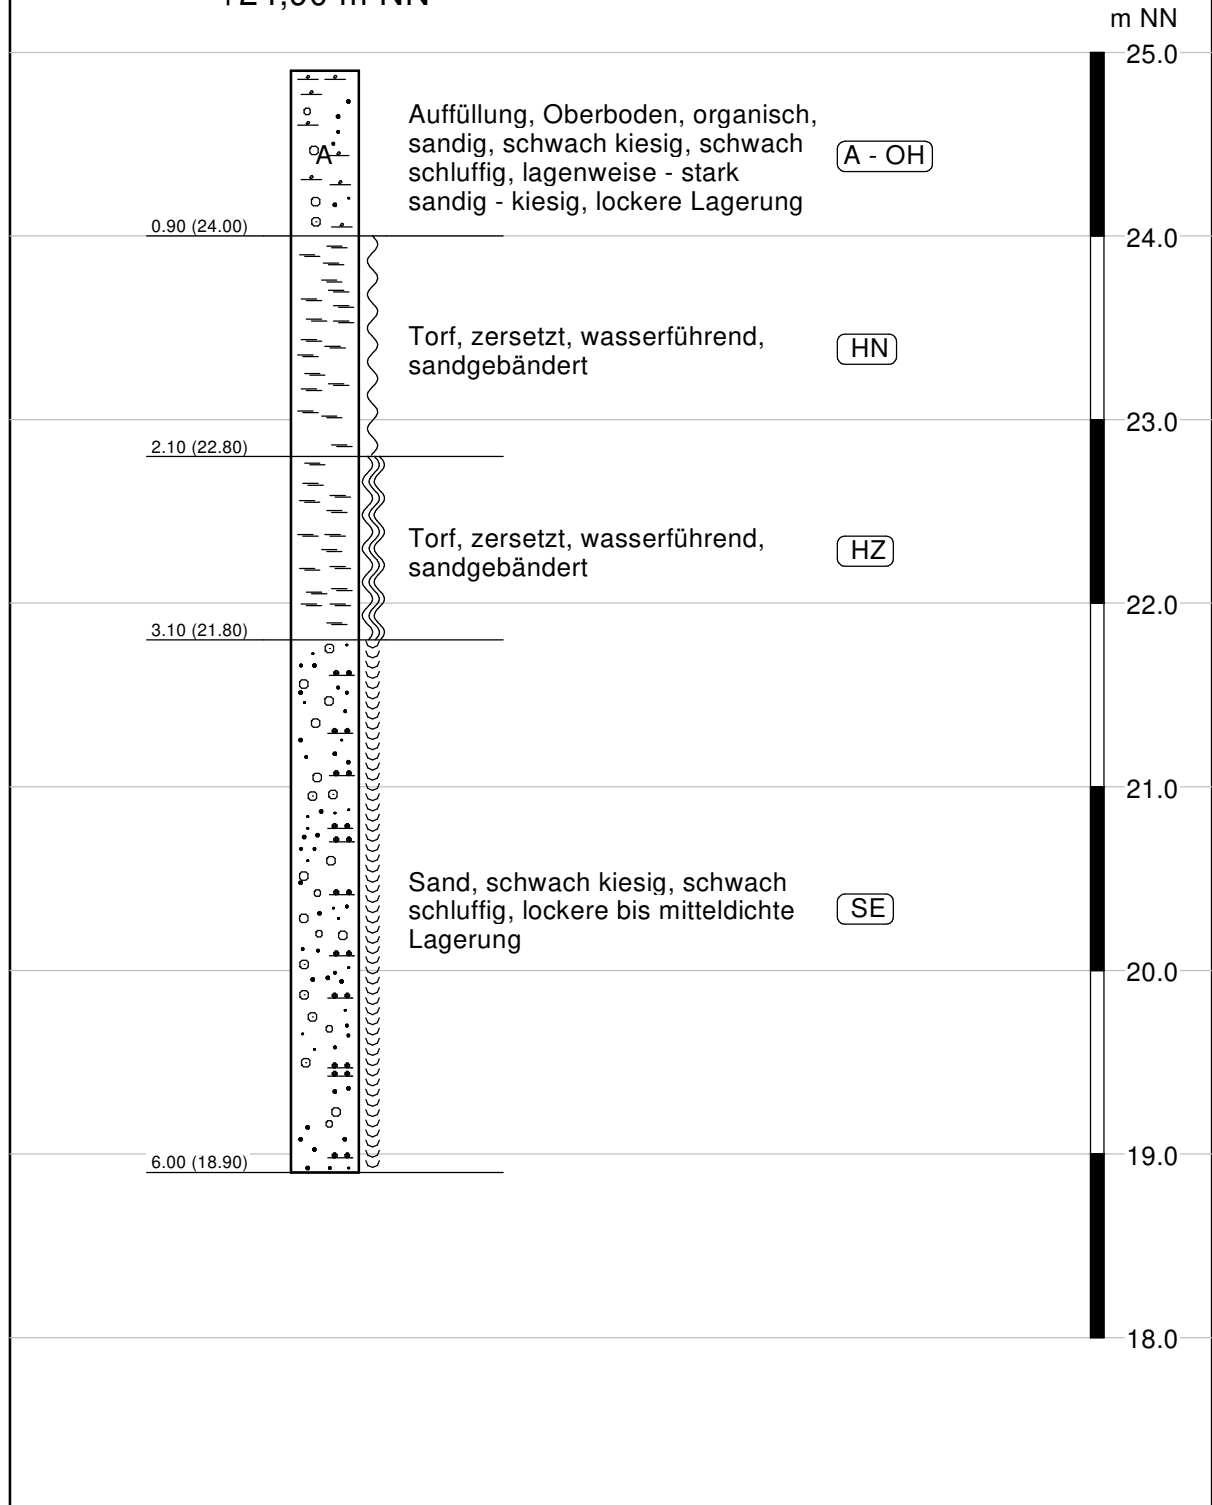 m NN
25.0
Auffüllung, Oberboden, organisch,
sandig, schwach kiesig, schwach
schluffig, lagenweise - stark
sandig - kiesig, lockere Lagerung
A - OH
A
0.90 (24.00)
24.0
Torf, zersetzt, wasserführend,
sandgebändert
HN
23.0
2.10 (22.80)
Torf, zersetzt, wasserführend,
sandgebändert
HZ
22.0
3.10 (21.80)
21.0
Sand, schwach kiesig, schwach
schluffig, lockere bis mitteldichte
Lagerung
SE
20.0
6.00 (18.90)
19.0
18.0